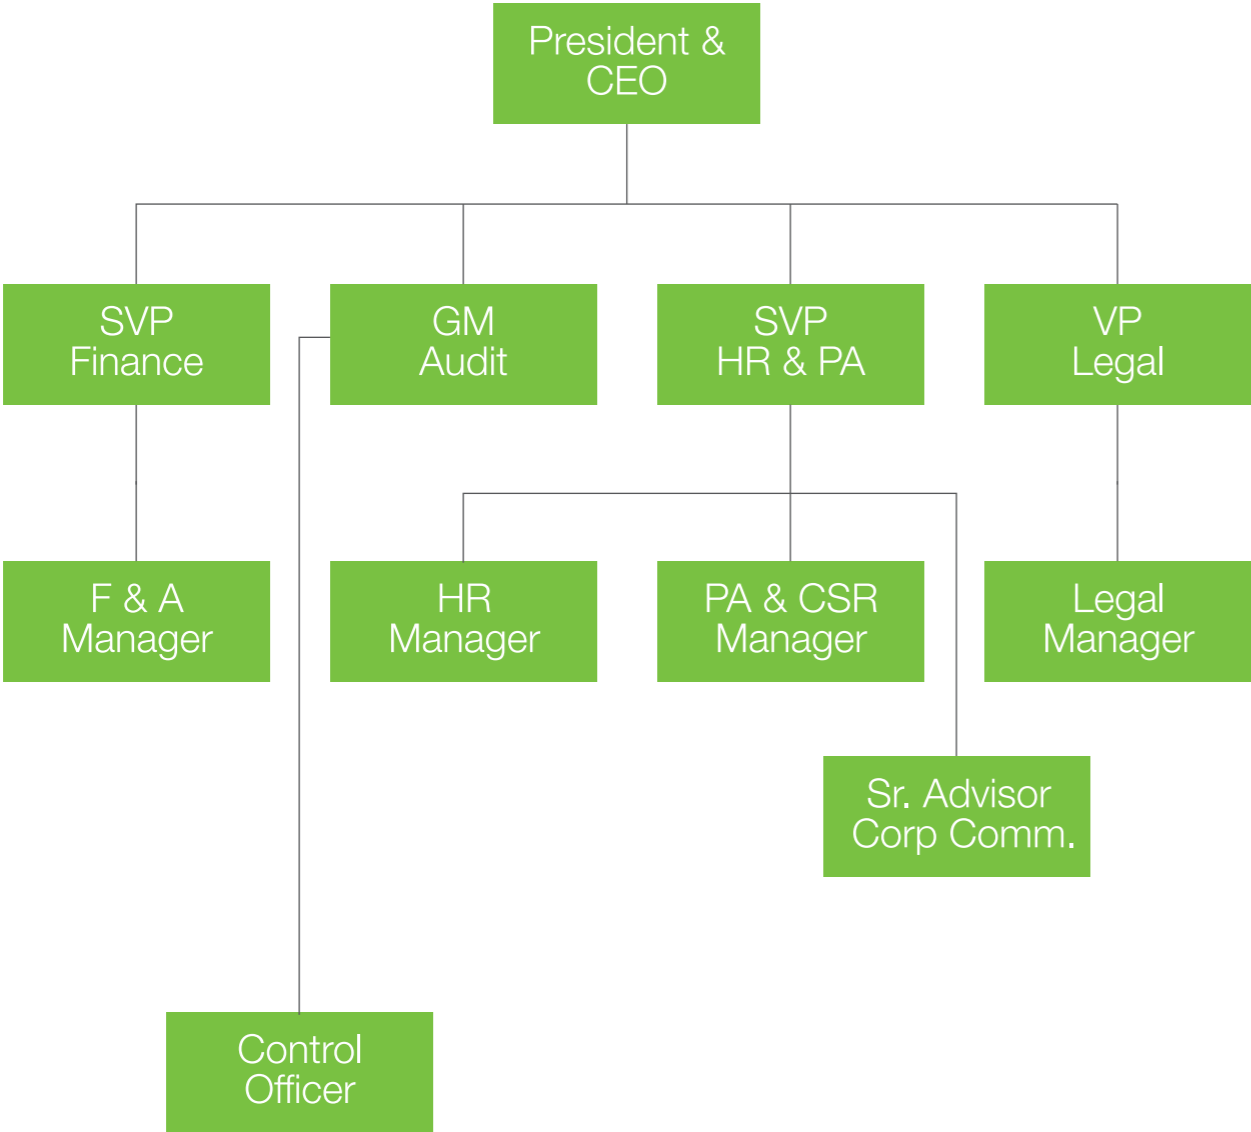 President &
CEO
SVP
Finance
GM
Audit
SVP
HR & PA
VP
Legal
F & A
Manager
HR
Manager
PA & CSR
Manager
Legal
Manager
Sr. Advisor
Corp Comm.
Control
Officer